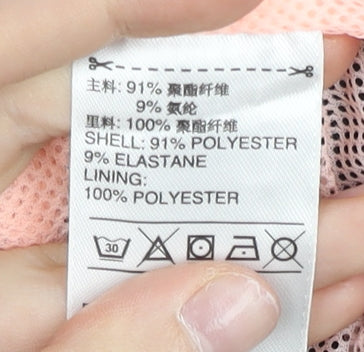 主料: 91% 聚酯纤维
9% 氨纶
里料: 100% 聚酯纤维
SHELL: 91% POLYESTER
9% ELASTANE
LINING:
100% POLYESTER
30